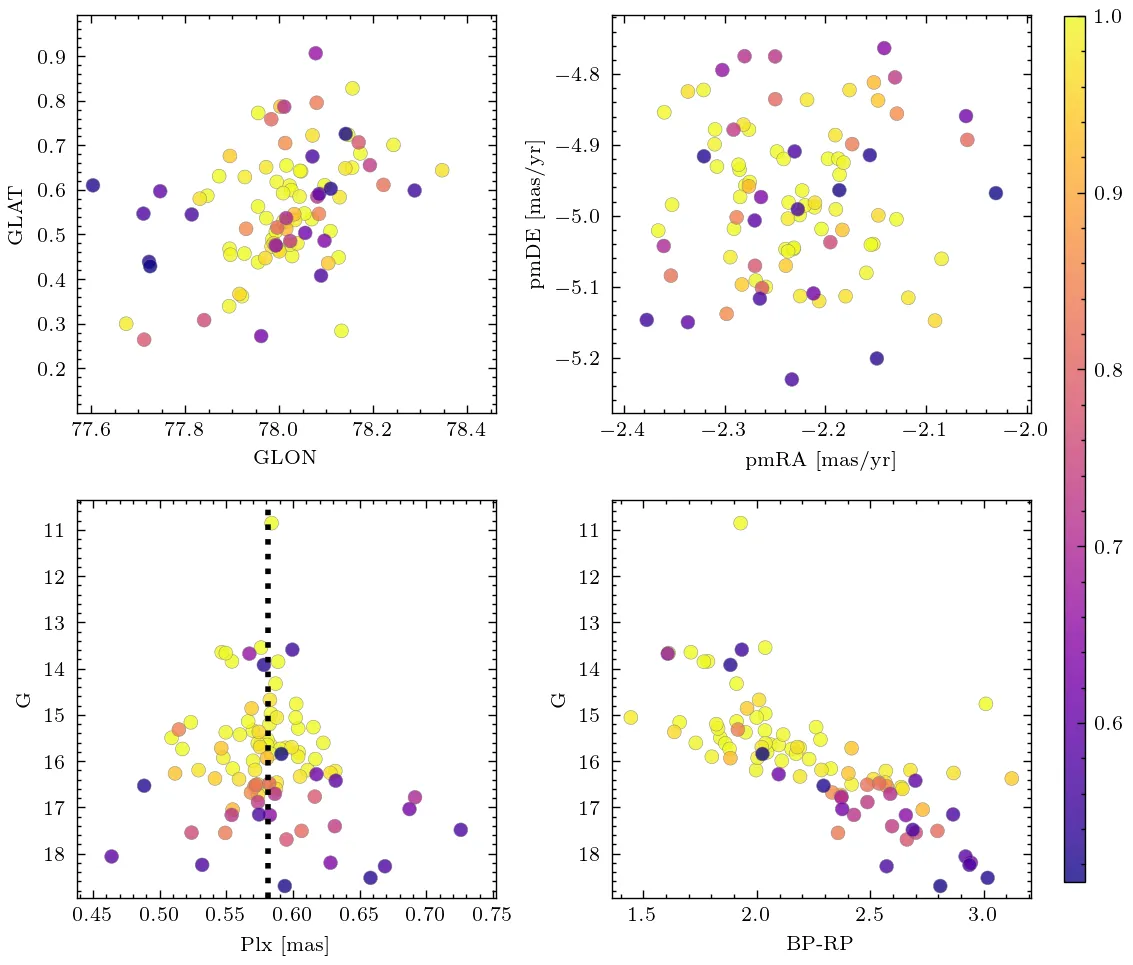 0.9
0.8
0.7
0.6
0.5
0.4
0.3
0.2
GLAT
77.6 77.8 78.0 78.2 78.4
GLON
−4.8
−4.9
−5.0
−5.1
−5.2
pmDE [mas/yr]
−2.4 −2.3 −2.2 −2.1 −2.0
pmRA [mas/yr]
11
12
13
14
15
16
17
18
G
0.45 0.50 0.55 0.60 0.65 0.70 0.75
Plx [mas]
11
12
13
14
15
16
17
18
G
1.5 2.0 2.5 3.0
BP-RP
1.0
0.9
0.8
0.7
0.6